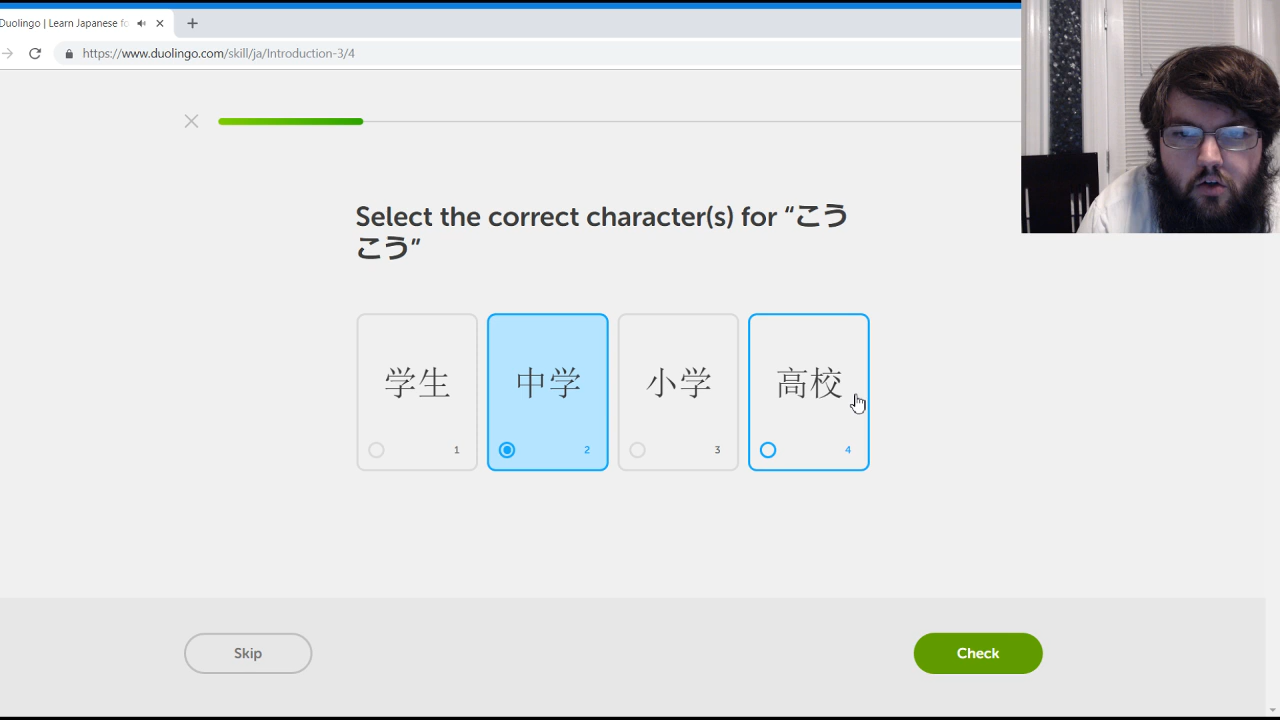 Duolingo | Learn Japanese fo
https://www.duolingo.com/skill/ja/Introduction-3/4
Select the correct character(s) for “こう
こう”
学生
1
中学
2
小学
3
高校
4
Skip
Check